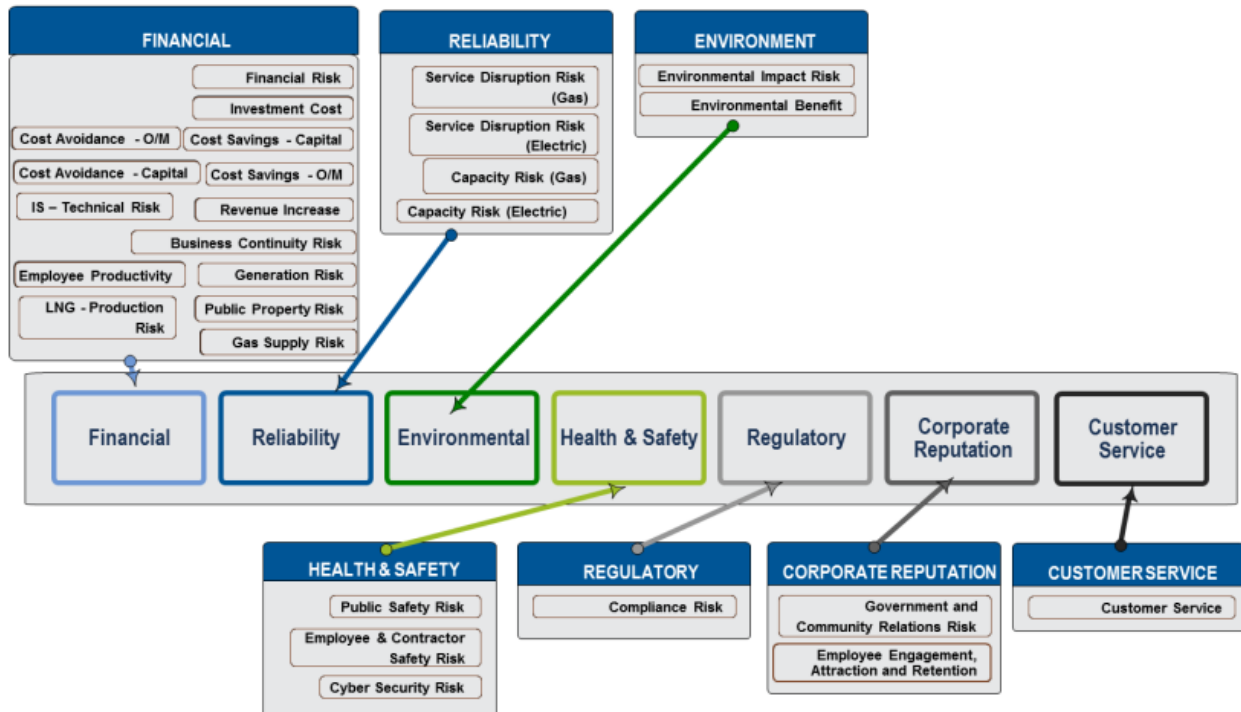 FINANCIAL
Financial Risk
Investment Cost
Cost Avoidance - O/M
Cost Savings - Capital
Cost Avoidance - Capital
Cost Savings - O/M
IS – Technical Risk
Revenue Increase
Business Continuity Risk
Employee Productivity
Generation Risk
LNG - Production
Risk
Public Property Risk
Gas Supply Risk
RELIABILITY
Service Disruption Risk
(Gas)
Service Disruption Risk
(Electric)
Capacity Risk (Gas)
Capacity Risk (Electric)
ENVIRONMENT
Environmental Impact Risk
Environmental Benefit
Financial
Reliability
Environmental
Health & Safety
Regulatory
Corporate
Reputation
Customer
Service
HEALTH & SAFETY
Public Safety Risk
Employee & Contractor
Safety Risk
Cyber Security Risk
REGULATORY
Compliance Risk
CORPORATE REPUTATION
Government and
Community Relations Risk
Employee Engagement,
Attraction and Retention
CUSTOMER SERVICE
Customer Service